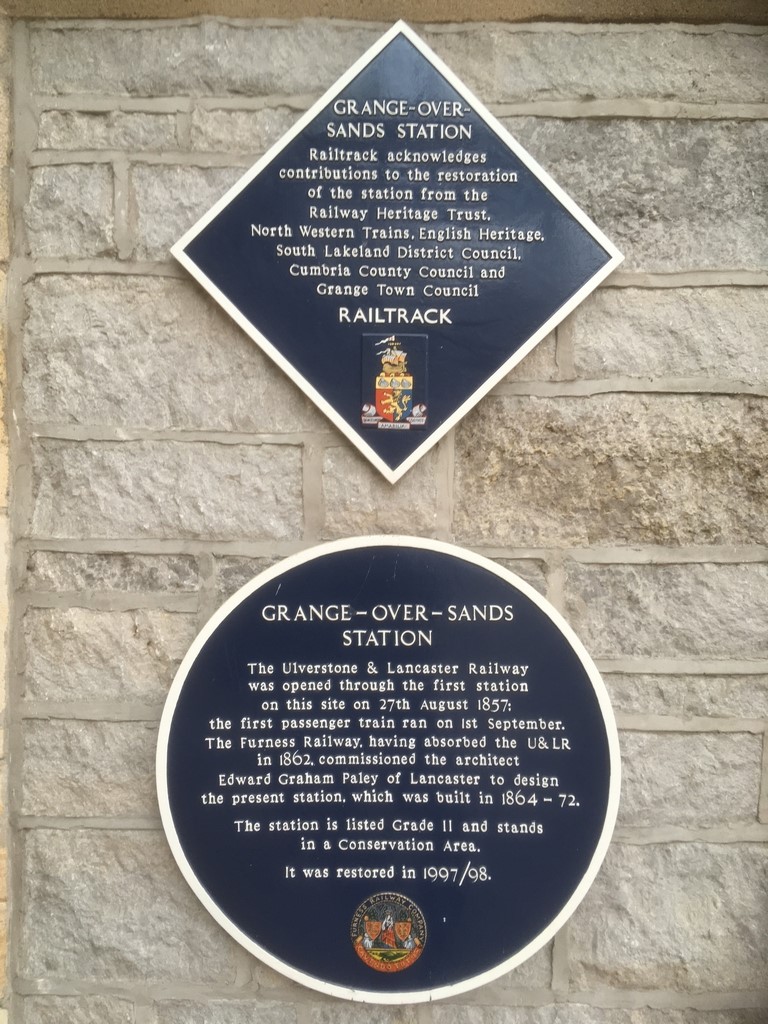 GRANGE-OVER-
SANDS STATION
Railtrack acknowledges
contributions to the restoration
of the station from the
Railway Heritage Trust,
North Western Trains, English Heritage,
South Lakeland District Council,
Cumbria County Council and
Grange Town Council
RAILTRACK
GRANGE-OVER-SANDS
STATION
The Ulverstone & Lancaster Railway
was opened through the first station
on this site on 27th August 1857;
the first passenger train ran on 1st September.
The Furness Railway, having absorbed the U&LR
in 1862, commissioned the architect
Edward Graham Paley of Lancaster to design
the present station, which was built in 1864-72.
The station is listed Grade II and stands
in a Conservation Area.
It was restored in 1997/98.
FURNESS RAILWAY COMPANY